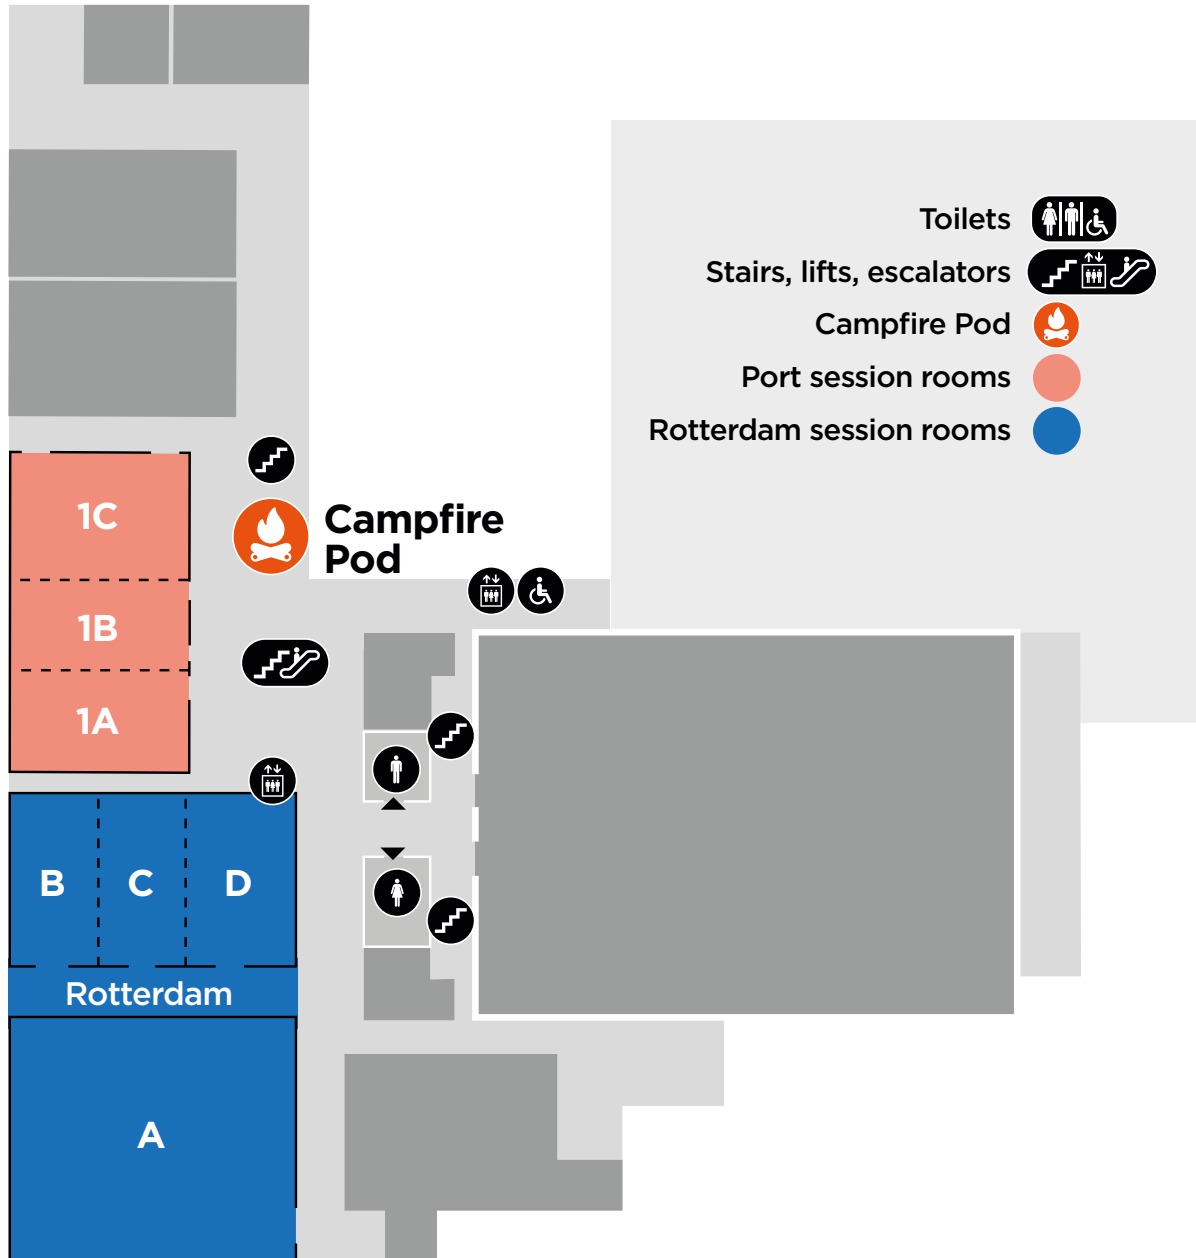 Toilets
Stairs, lifts, escalators
Campfire Pod
Port session rooms
Rotterdam session rooms
1C
Campfire
Pod
1B
1A
B
C
D
Rotterdam
A